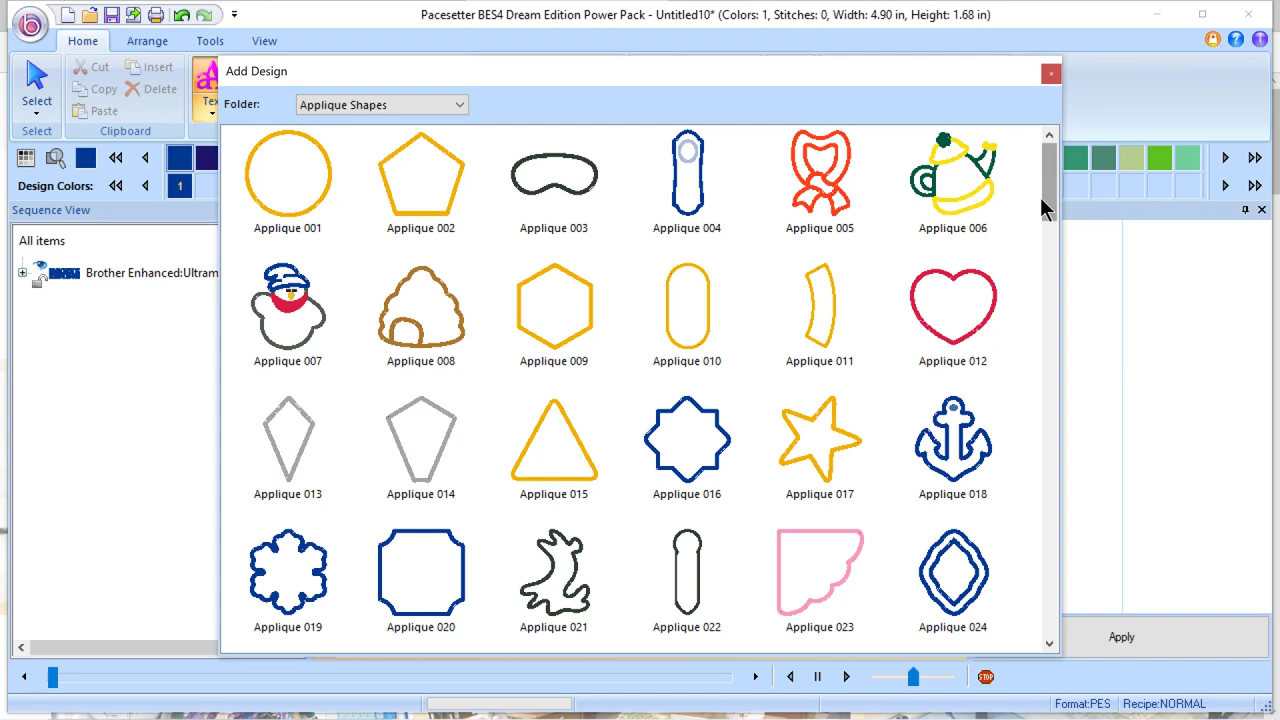 Pacesetter BES4 Dream Edition Power Pack - Untitled10* (Colors: 1, Stitches: 0, Width: 4.90 in, Height: 1.68 in)
Home Arrange Tools View
Select
Cut Insert
Copy Delete
Paste
Tex
Select Clipboard
Add Design
Folder: Applique Shapes
Design Colors: 1
Sequence View
All items
Brother Enhanced:Ultram
Applique 001 Applique 002 Applique 003 Applique 004 Applique 005 Applique 006
Applique 007 Applique 008 Applique 009 Applique 010 Applique 011 Applique 012
Applique 013 Applique 014 Applique 015 Applique 016 Applique 017 Applique 018
Applique 019 Applique 020 Applique 021 Applique 022 Applique 023 Applique 024
Apply
STOP
Format:PES Recipe:NORMAL